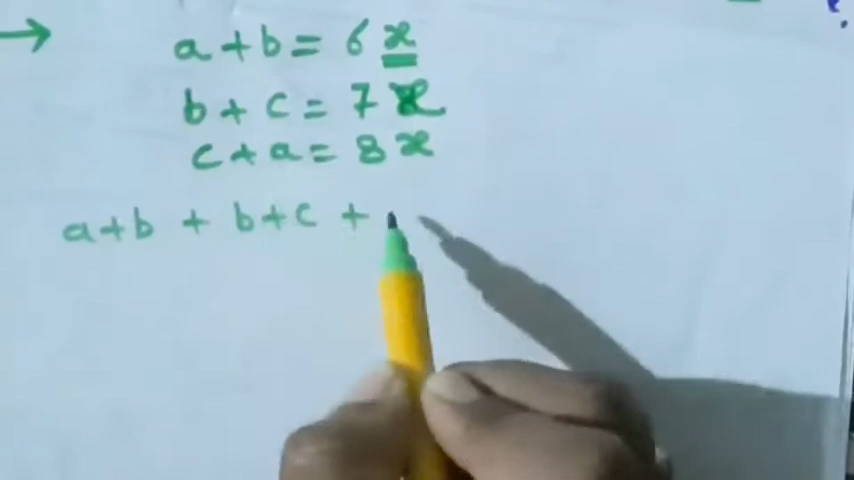 → a+b = 6x
b + c = 7x
c + a = 8x
a+b + b+c +